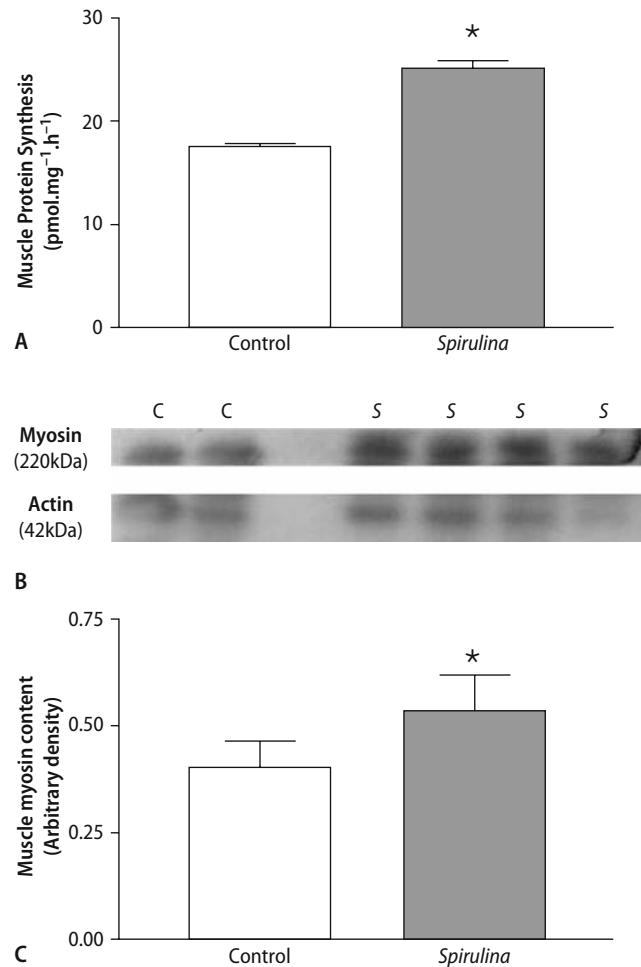 30
20
10
0
Muscle Protein Synthesis
(pmol.mg⁻¹.h⁻¹)
*
A
Control
Spirulina
C C S S S S
Myosin
(220kDa)
Actin
(42kDa)
B
0.75
0.50
0.25
0.00
Muscle myosin content
(Arbitrary density)
*
C
Control
Spirulina